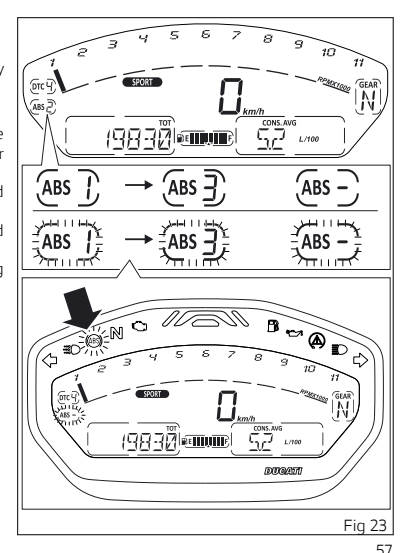 1 2 3 4 5 6 7 8 9 10 11
RPMX1000
DTC 4
SPORT
GEAR
N
ABS 2
0
km/h
TOT
19830
E F
CONS. AVG
5.2
L/100
ABS 1 → ABS 3 ABS -
ABS 1 → ABS 3 ABS -
ABS
N
1 2 3 4 5 6 7 8 9 10 11
RPMX1000
DTC 4
SPORT
GEAR
N
ABS -
0
km/h
TOT
19830
E F
CONS. AVG
5.2
L/100
DUCATI
Fig 23
57